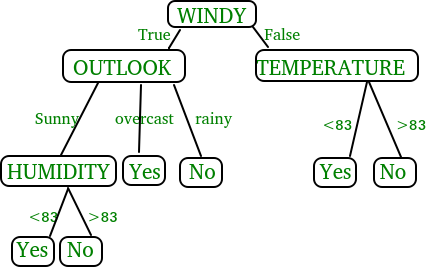 WINDY
True
False
OUTLOOK
TEMPERATURE
Sunny
overcast
rainy
<83
>83
HUMIDITY
Yes
No
Yes
No
<83
>83
Yes
No